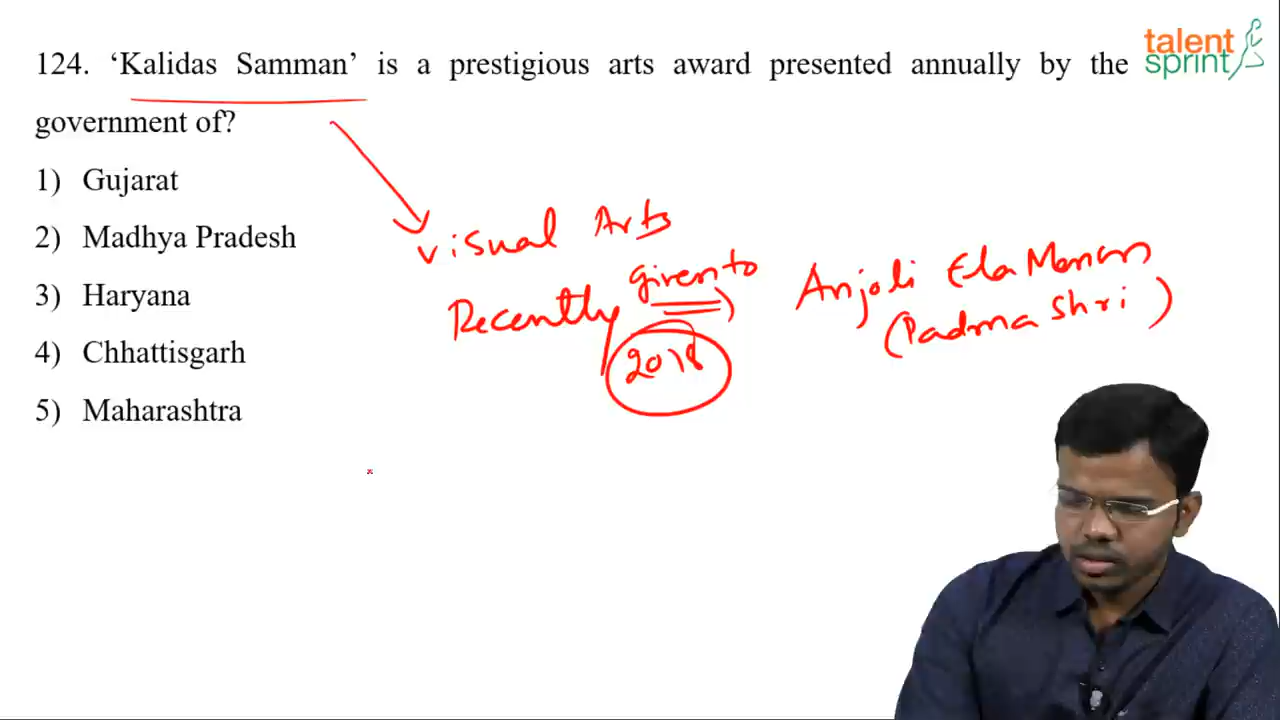 talent
sprint
124. ‘Kalidas Samman’ is a prestigious arts award presented annually by the
government of?
1) Gujarat
2) Madhya Pradesh
3) Haryana
4) Chhattisgarh
5) Maharashtra
Visual Arts
Recently given to Anjoli Ela Menon
(Padma Shri)
2018